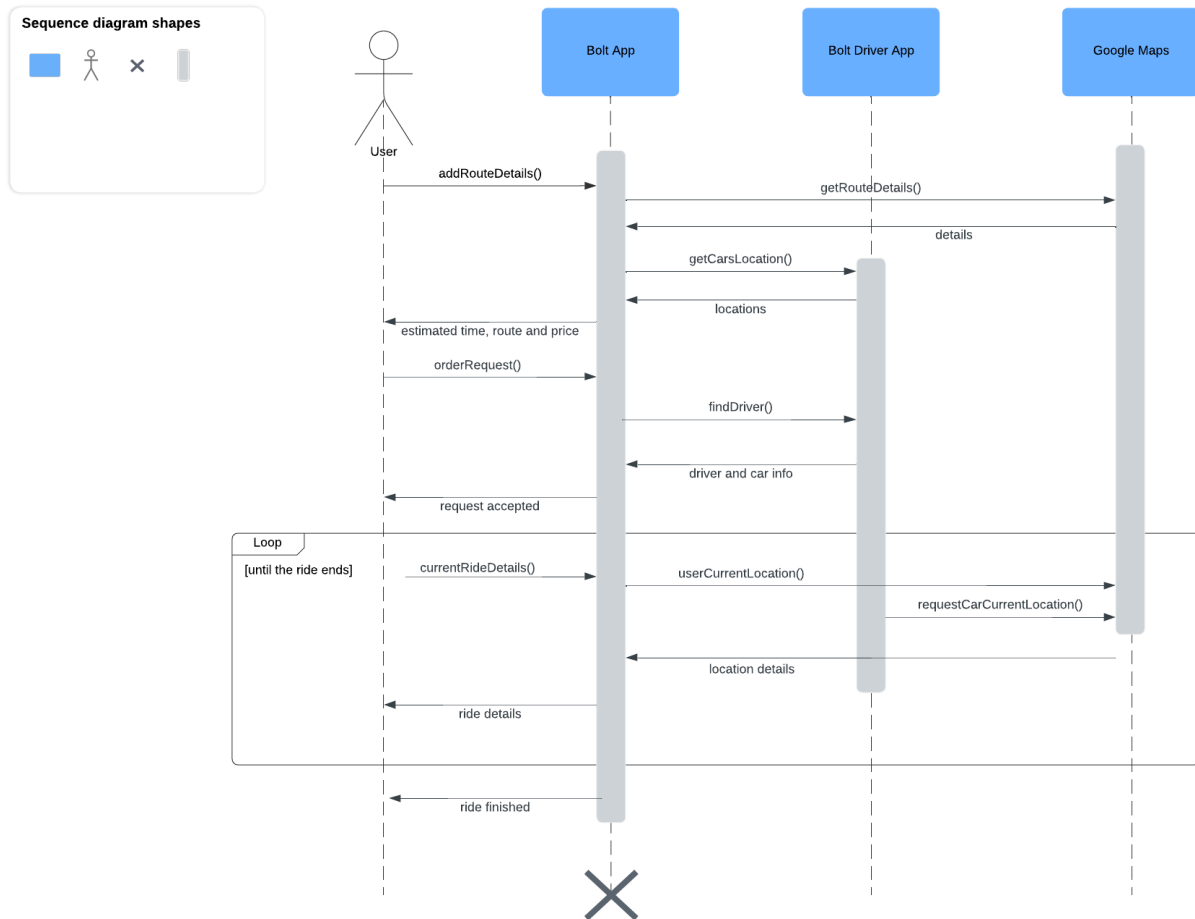 Sequence diagram shapes
Bolt App
Bolt Driver App
Google Maps
User
addRouteDetails()
getRouteDetails()
details
getCarsLocation()
locations
estimated time, route and price
orderRequest()
findDriver()
driver and car info
request accepted
Loop
[until the ride ends]
currentRideDetails()
userCurrentLocation()
requestCarCurrentLocation()
location details
ride details
ride finished